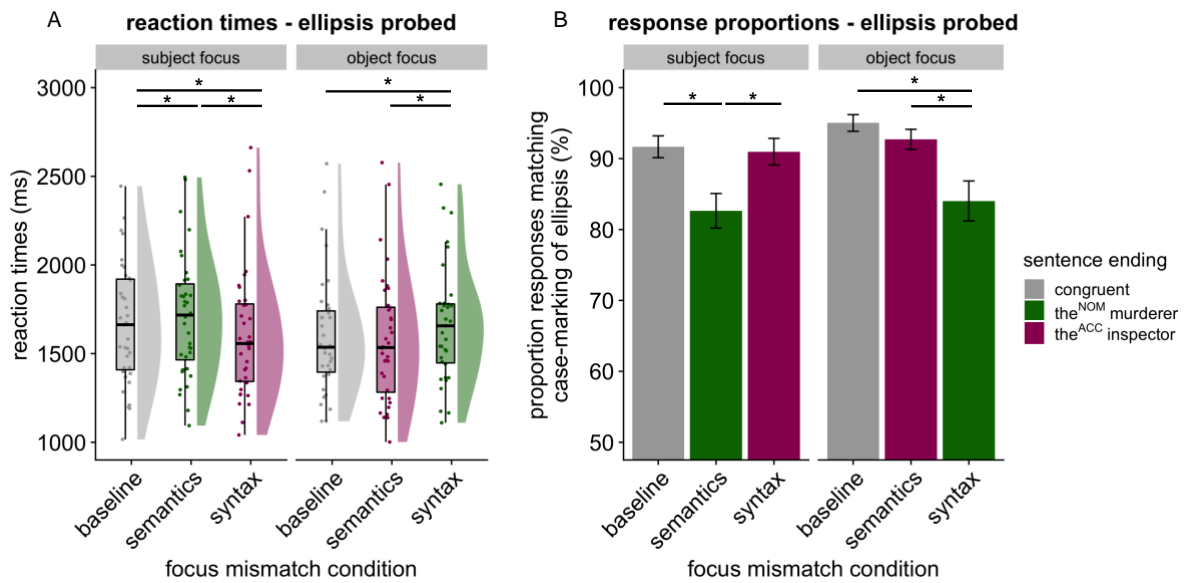 A
reaction times - ellipsis probed
subject focus
object focus
*
*
*
*
*
3000
2500
2000
1500
1000
reaction times (ms)
baseline
semantics
syntax
baseline
semantics
syntax
focus mismatch condition
B
response proportions - ellipsis probed
subject focus
object focus
*
*
*
*
100
90
80
70
60
50
proportion responses matching
case-marking of ellipsis (%)
baseline
semantics
syntax
baseline
semantics
syntax
focus mismatch condition
sentence ending
congruent
the^NOM murderer
the^ACC inspector